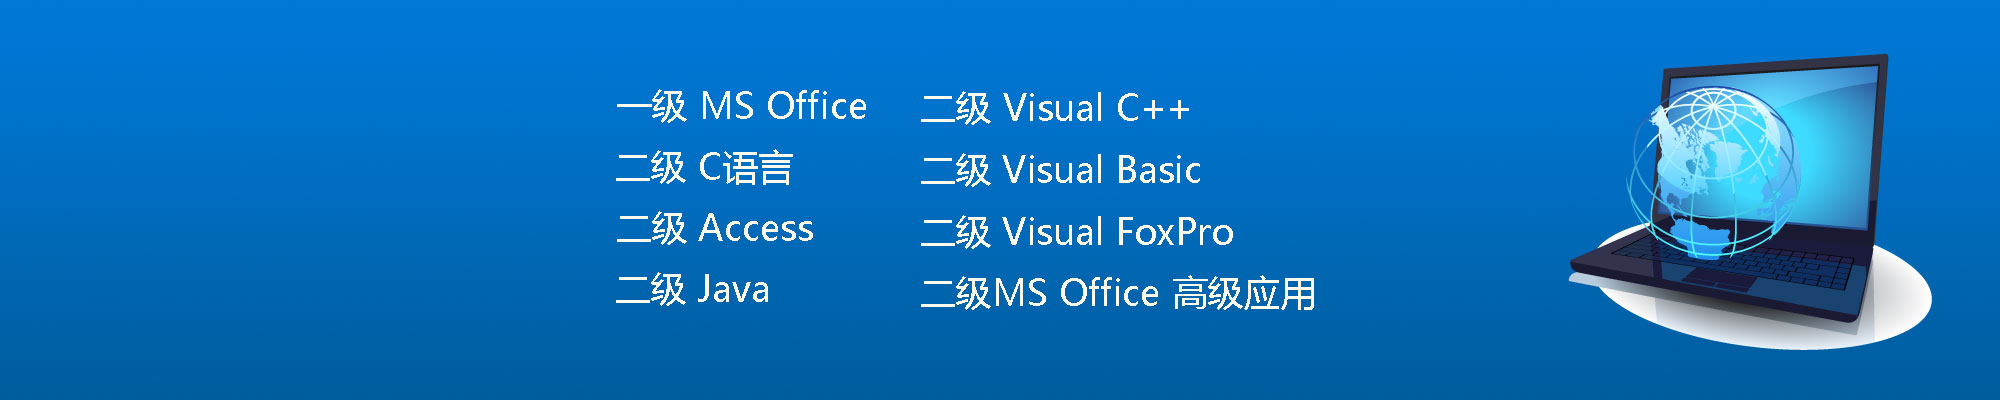 一级 MS Office
二级 C语言
二级 Access
二级 Java
二级 Visual C++
二级 Visual Basic
二级 Visual FoxPro
二级MS Office 高级应用